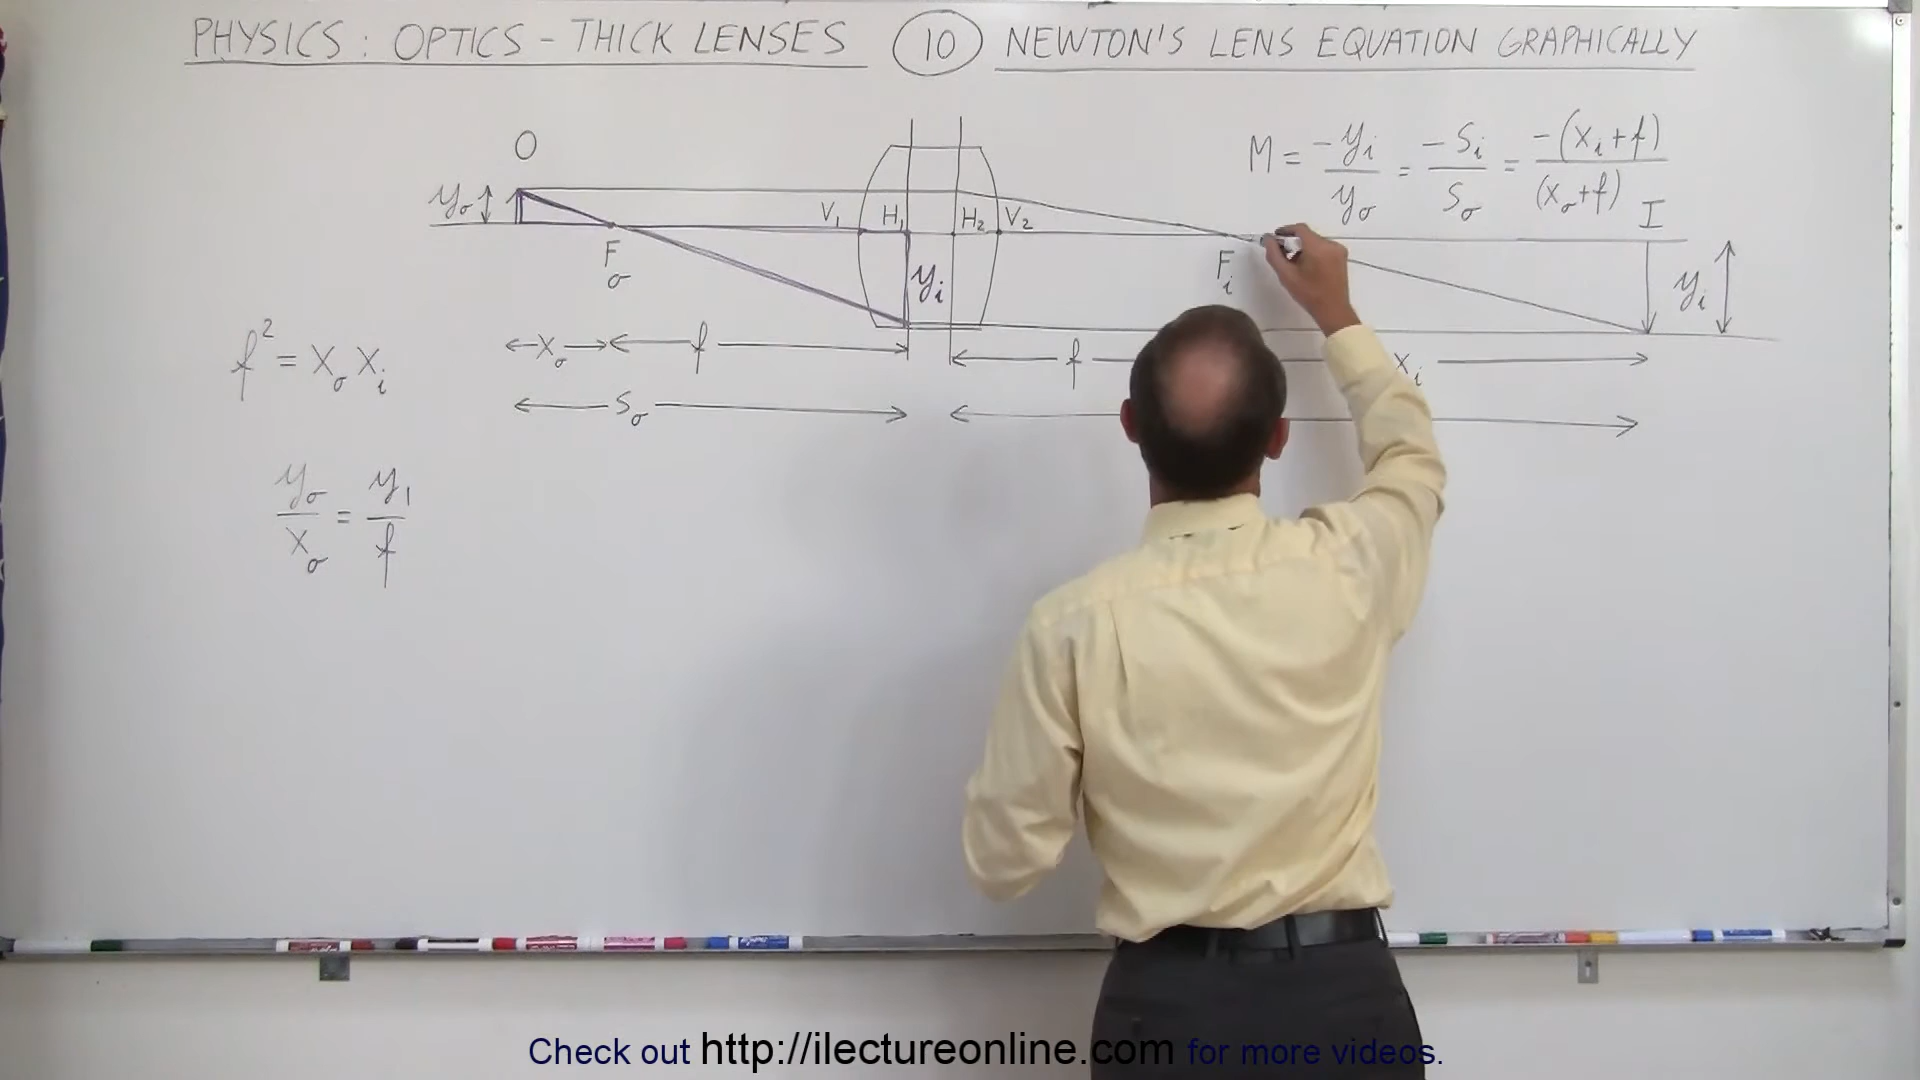 PHYSICS: OPTICS - THICK LENSES 10 NEWTON'S LENS EQUATION GRAPHICALLY
O
M = -yᵢ/yₒ = -Sᵢ/Sₒ = -(xᵢ+f)/(xₒ+f)
I
yₒ
V₁ H₁ H₂ V₂
Fₒ
yᵢ
Fᵢ
yᵢ
f² = xₒ xᵢ
xₒ f f xᵢ
Sₒ
yₒ/xₒ = y₁/f
Check out http://ilectureonline.com for more videos.